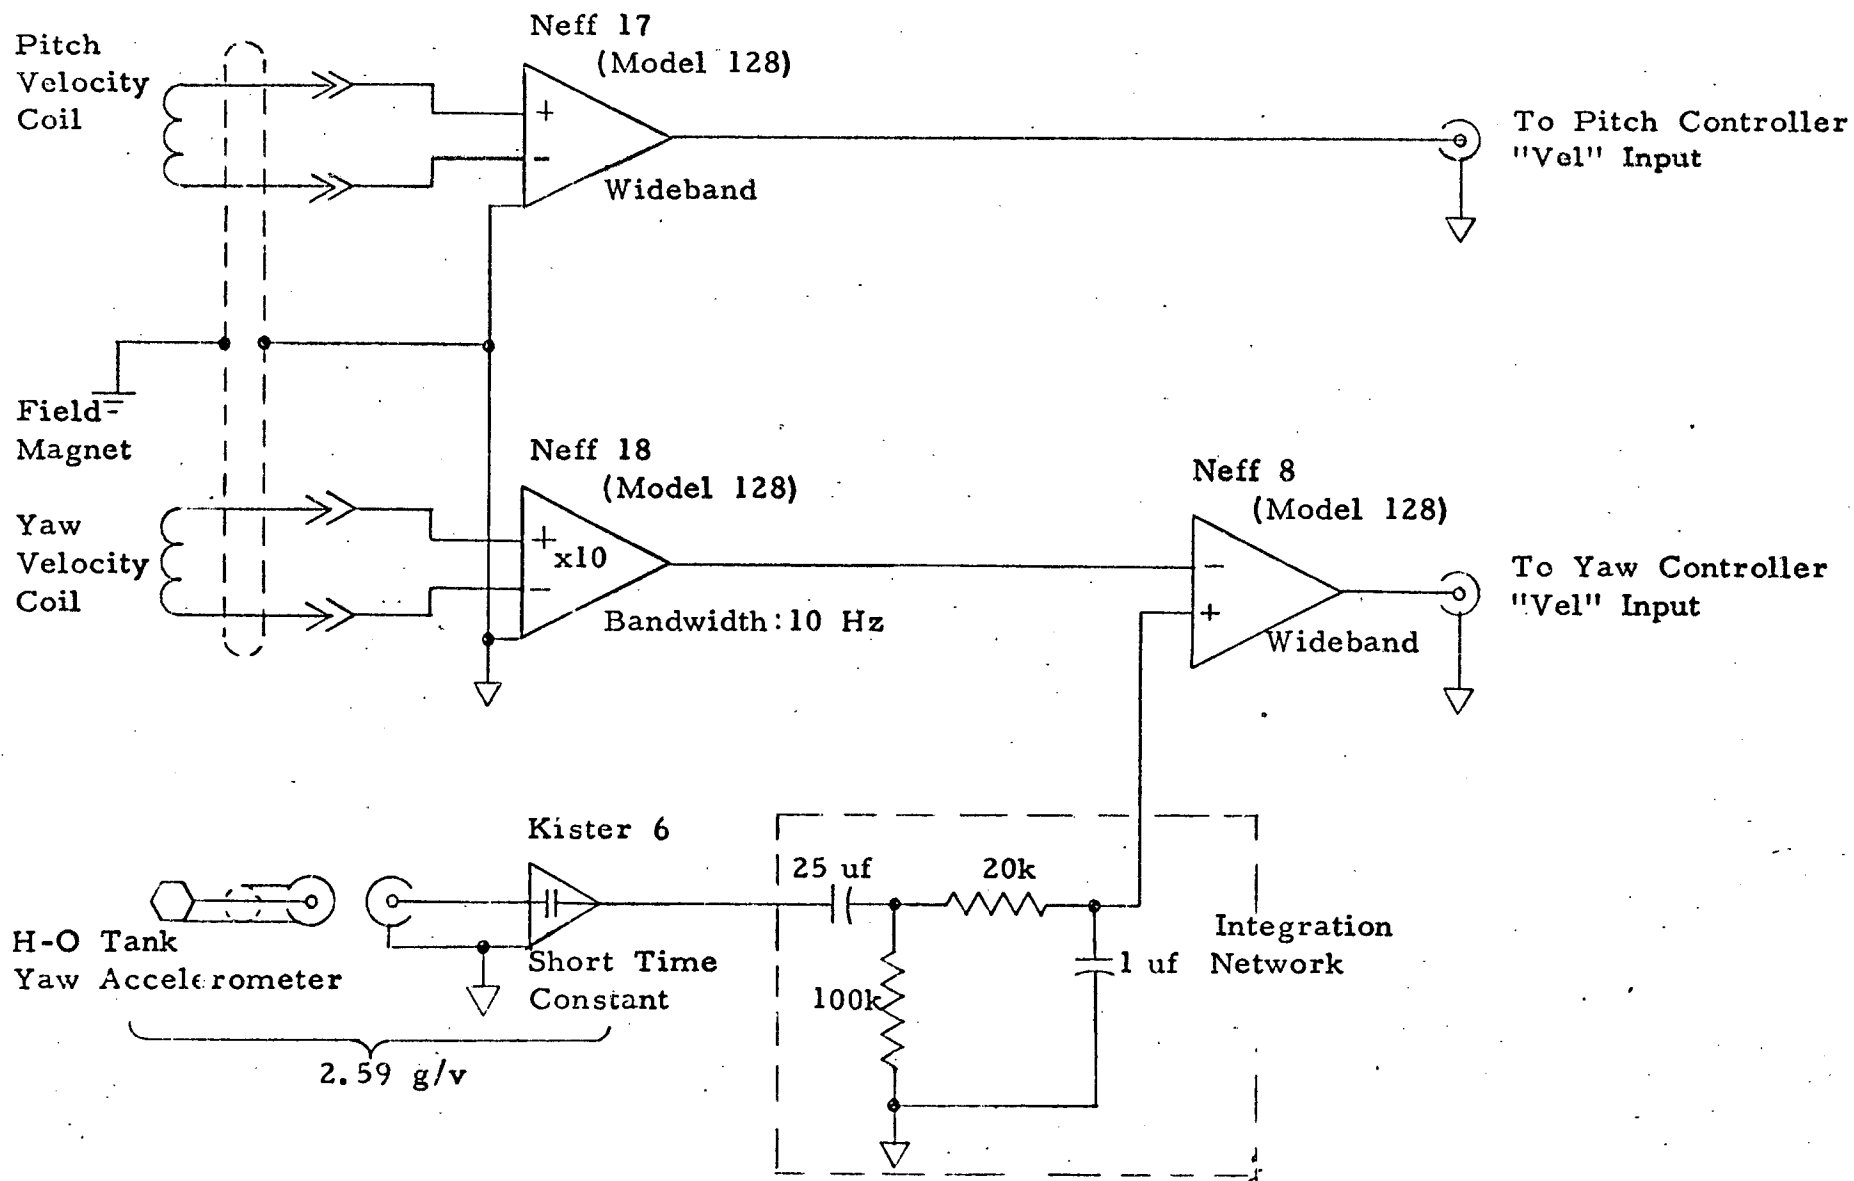 Neff 17
(Model 128)
Pitch
Velocity
Coil
+
-
Wideband
To Pitch Controller
"Vel" Input
Field
Magnet
Neff 18
(Model 128)
Yaw
Velocity
Coil
+
x10
-
Bandwidth: 10 Hz
Neff 8
(Model 128)
-
+
Wideband
To Yaw Controller
"Vel" Input
Kister 6
H-O Tank
Yaw Accelerometer
Short Time
Constant
2.59 g/v
25 uf
20k
100k
1 uf
Integration
Network